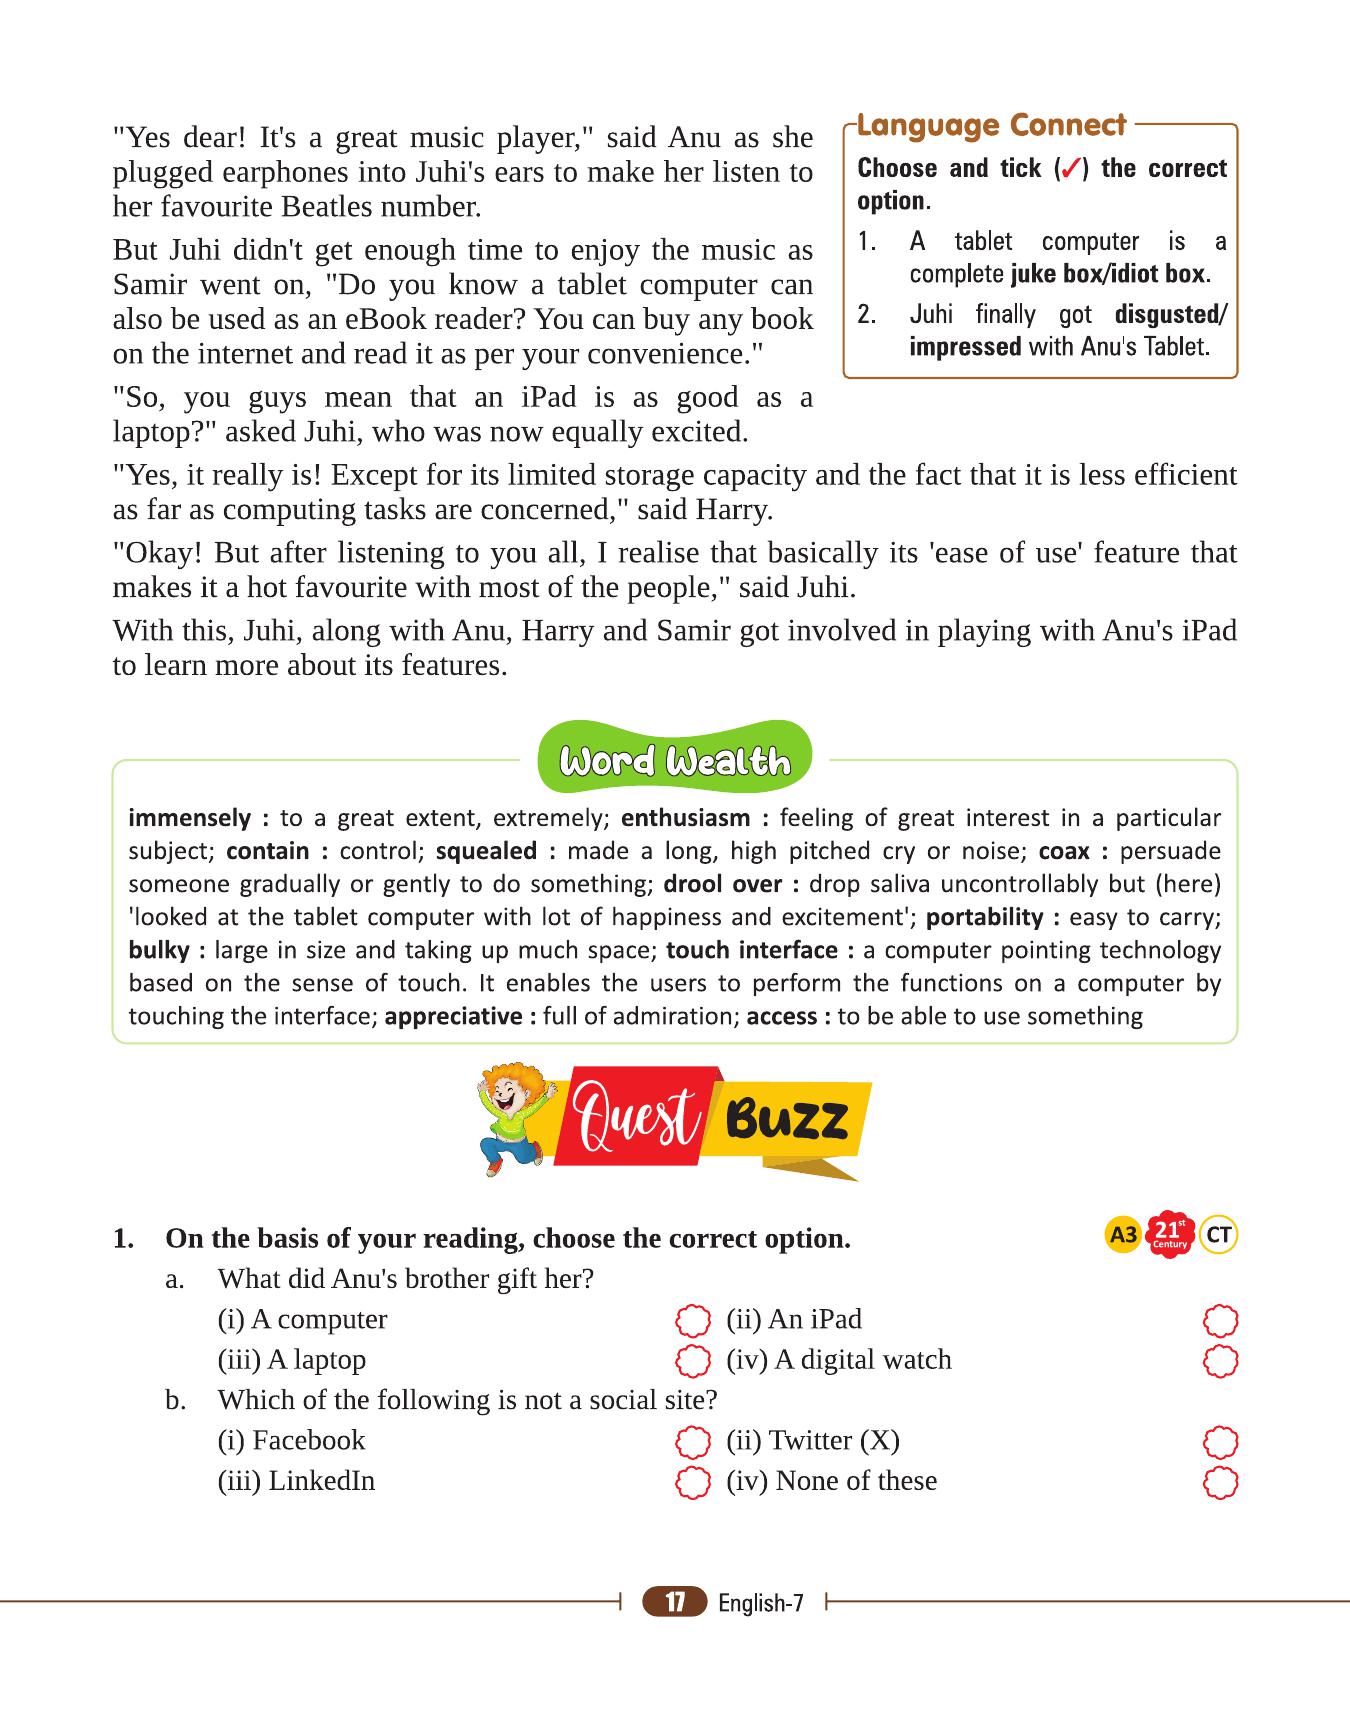 "Yes dear! It's a great music player," said Anu as she
plugged earphones into Juhi's ears to make her listen to
her favourite Beatles number.
But Juhi didn't get enough time to enjoy the music as
Samir went on, "Do you know a tablet computer can
also be used as an eBook reader? You can buy any book
on the internet and read it as per your convenience."
"So, you guys mean that an iPad is as good as a
laptop?" asked Juhi, who was now equally excited.
Language Connect
Choose and tick (✓) the correct
option.
1. A tablet computer is a
complete juke box/idiot box.
2. Juhi finally got disgusted/
impressed with Anu's Tablet.
"Yes, it really is! Except for its limited storage capacity and the fact that it is less efficient
as far as computing tasks are concerned," said Harry.
"Okay! But after listening to you all, I realise that basically its 'ease of use' feature that
makes it a hot favourite with most of the people," said Juhi.
With this, Juhi, along with Anu, Harry and Samir got involved in playing with Anu's iPad
to learn more about its features.
Word Wealth
immensely : to a great extent, extremely; enthusiasm : feeling of great interest in a particular
subject; contain : control; squealed : made a long, high pitched cry or noise; coax : persuade
someone gradually or gently to do something; drool over : drop saliva uncontrollably but (here)
'looked at the tablet computer with lot of happiness and excitement'; portability : easy to carry;
bulky : large in size and taking up much space; touch interface : a computer pointing technology
based on the sense of touch. It enables the users to perform the functions on a computer by
touching the interface; appreciative : full of admiration; access : to be able to use something
Quest Buzz
1. On the basis of your reading, choose the correct option. A3 21st Century CT
a. What did Anu's brother gift her?
(i) A computer (ii) An iPad
(iii) A laptop (iv) A digital watch
b. Which of the following is not a social site?
(i) Facebook (ii) Twitter (X)
(iii) LinkedIn (iv) None of these
17 English-7